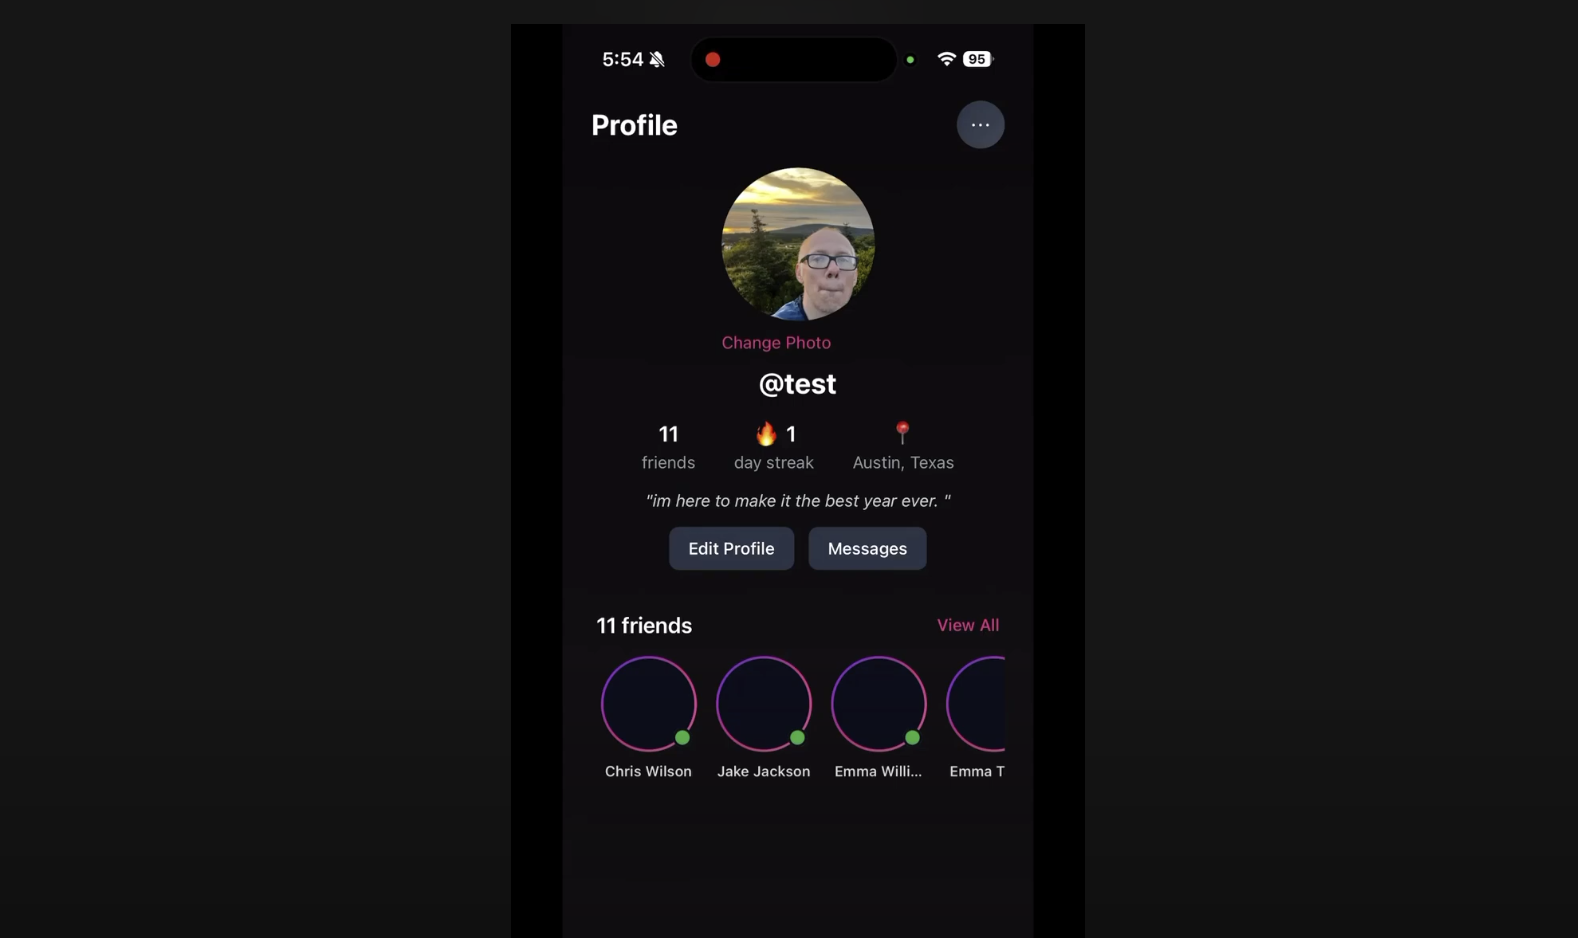 5:54 95
Profile
...
Change Photo
@test
11 🔥 1 📍
friends day streak Austin, Texas
"im here to make it the best year ever. "
Edit Profile Messages
11 friends View All
Chris Wilson Jake Jackson Emma Willi... Emma T